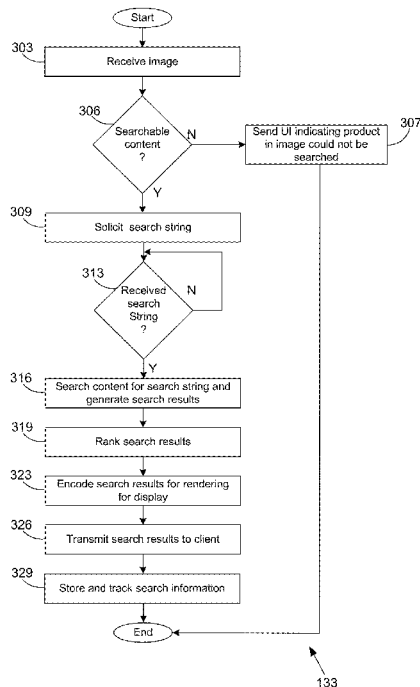 Start
303
Receive image
306
Searchable
content
?
N
307
Send UI indicating product
in image could not be
searched
Y
309
Solicit search string
313
Received
search
String
?
N
Y
316
Search content for search string and
generate search results
319
Rank search results
323
Encode search results for rendering
for display
326
Transmit search results to client
329
Store and track search information
End
133